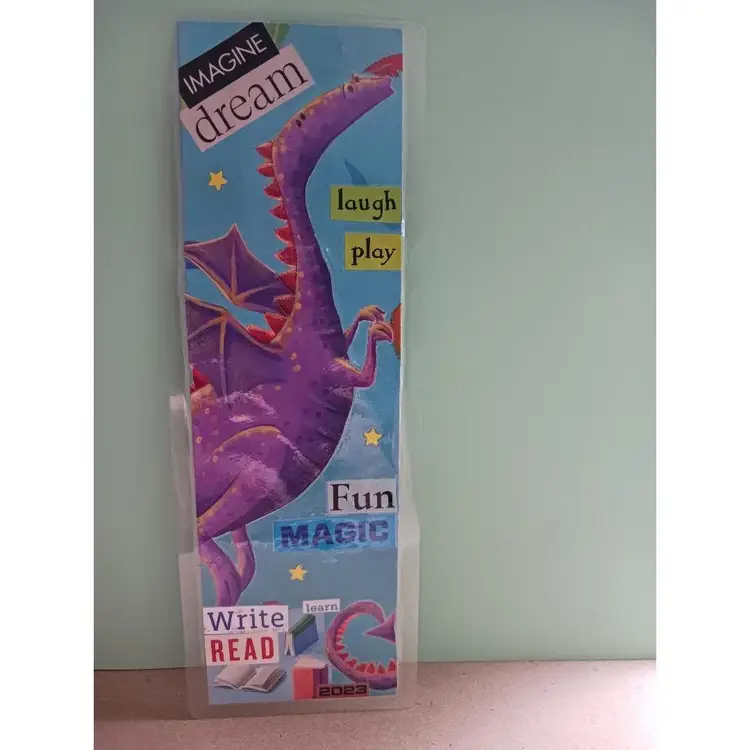 IMAGINE
dream
laugh
play
Fun
MAGIC
Write
learn
READ
2023